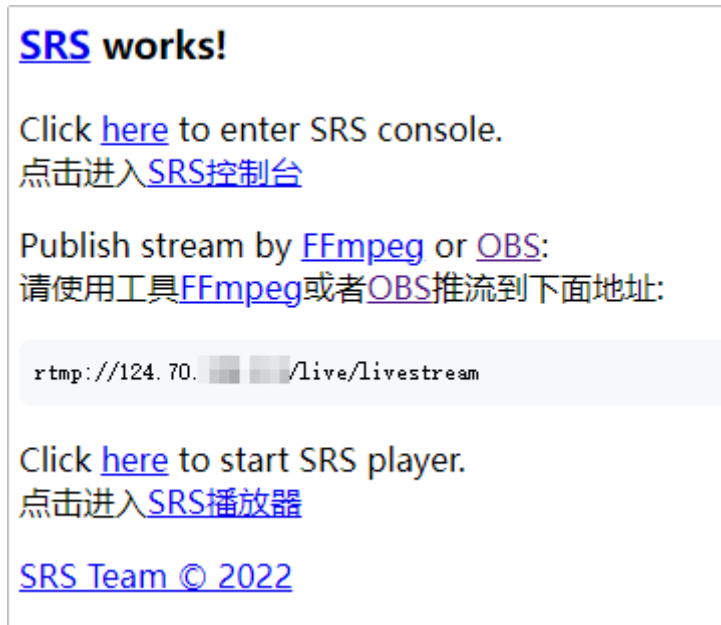 SRS works!
Click here to enter SRS console.
点击进入SRS控制台
Publish stream by FFmpeg or OBS:
请使用工具FFmpeg或者OBS推流到下面地址:
rtmp://124.70. /live/livestream
Click here to start SRS player.
点击进入SRS播放器
SRS Team © 2022